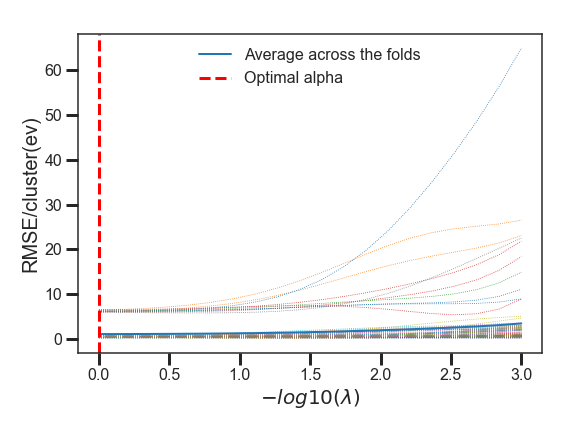 Average across the folds
Optimal alpha
RMSE/cluster(ev)
60
50
40
30
20
10
0
0.0 0.5 1.0 1.5 2.0 2.5 3.0
−log10(λ)